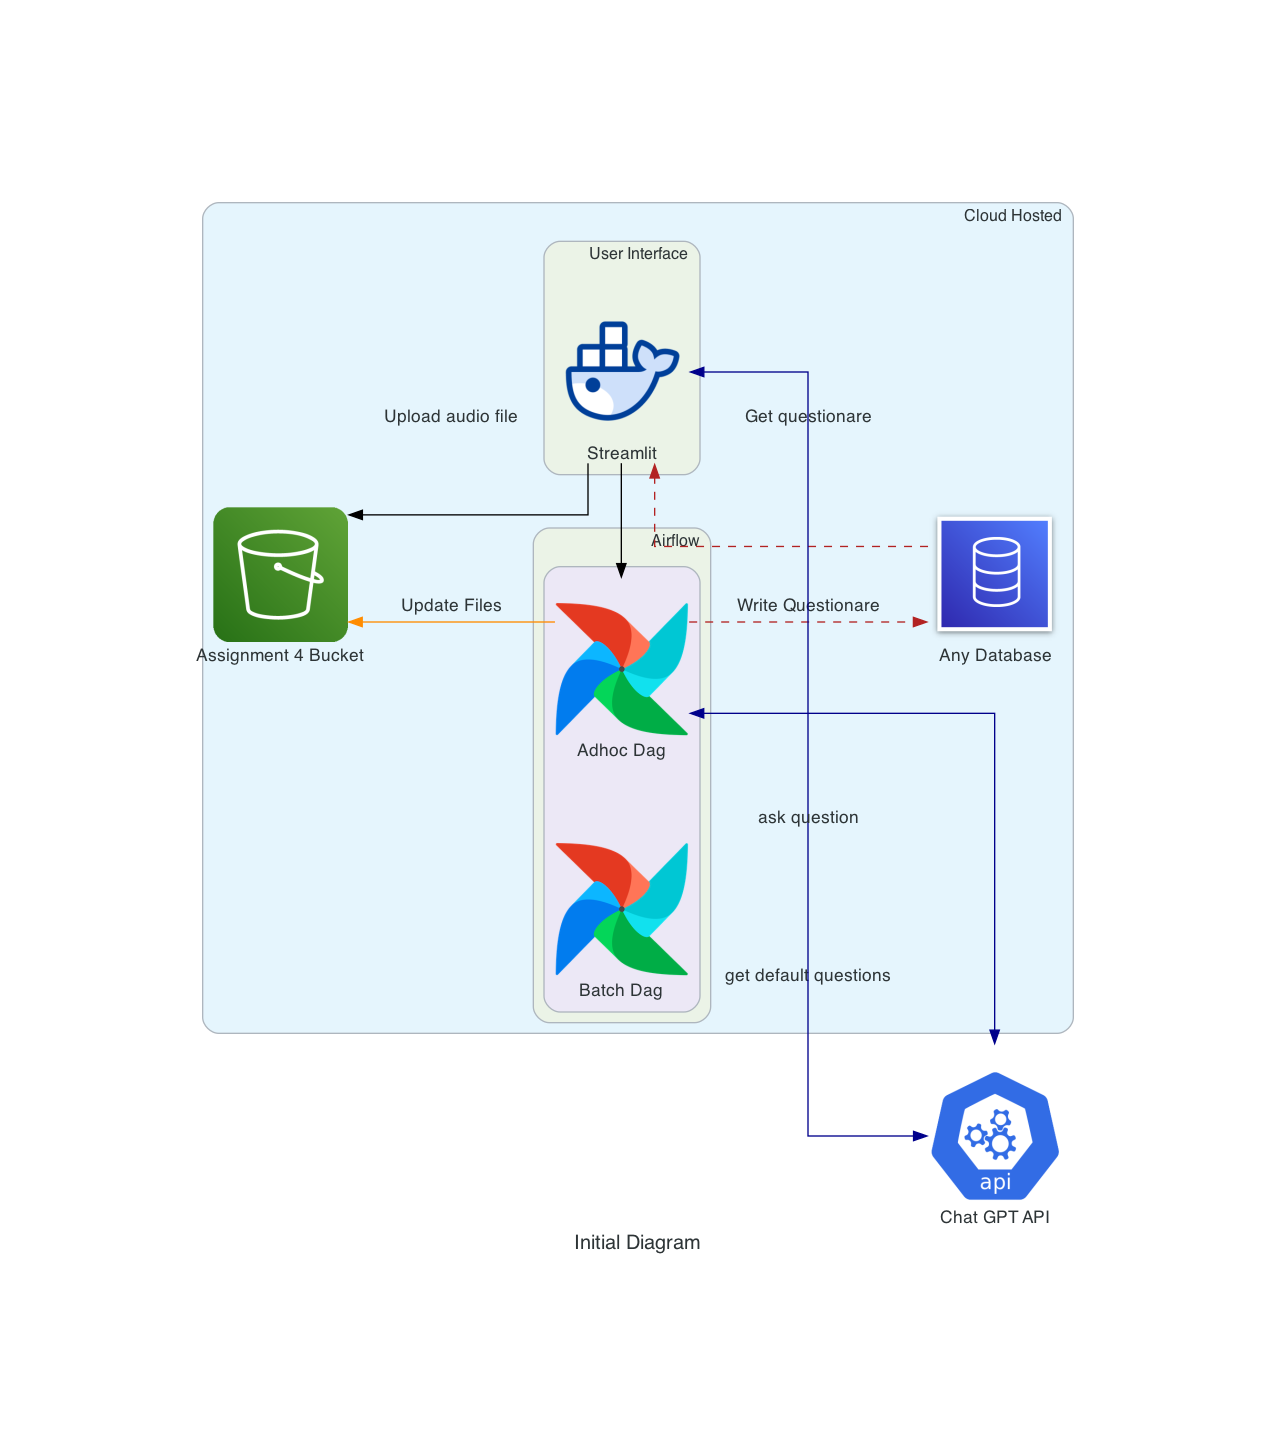 Cloud Hosted
User Interface
Upload audio file
Get questionare
Streamlit
Airflow
Update Files
Write Questionare
Assignment 4 Bucket
Any Database
Adhoc Dag
ask question
get default questions
Batch Dag
api
Chat GPT API
Initial Diagram